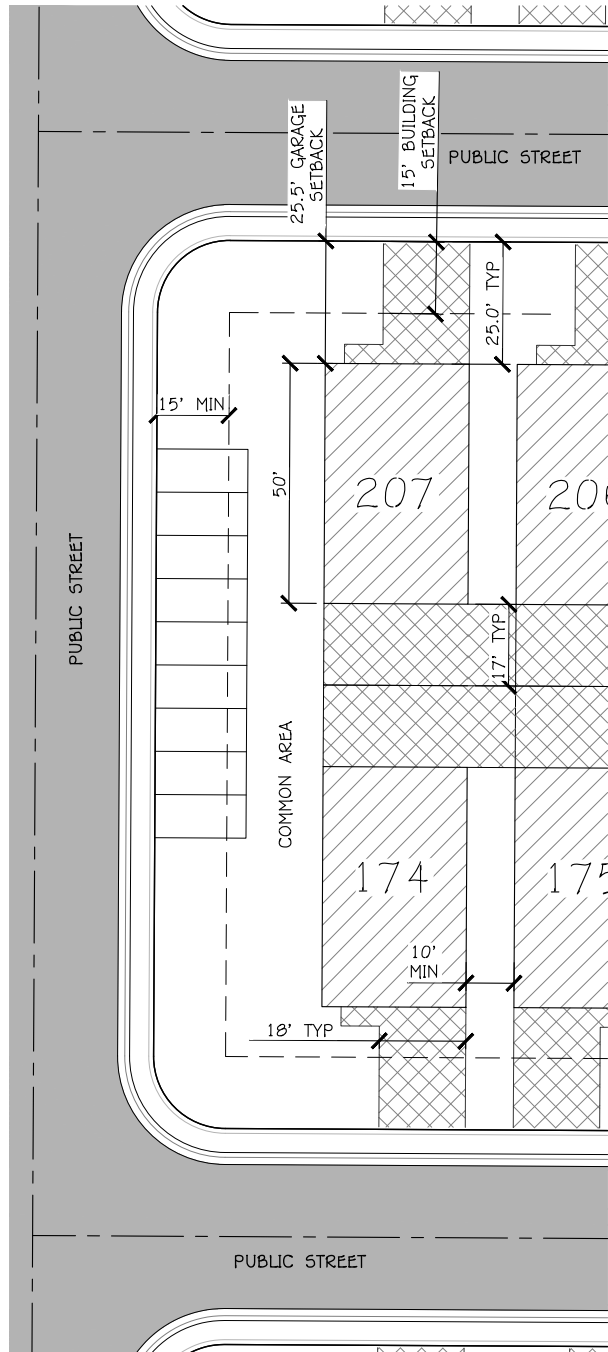 25.5' GARAGE
SETBACK
15' BUILDING
SETBACK
PUBLIC STREET
25.0' TYP
15' MIN
50'
207
PUBLIC STREET
17' TYP
COMMON AREA
174
175
10'
MIN
18' TYP
PUBLIC STREET